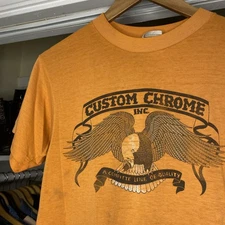 CUSTOM CHROME
INC
A COMPLETE LINE OF QUALITY